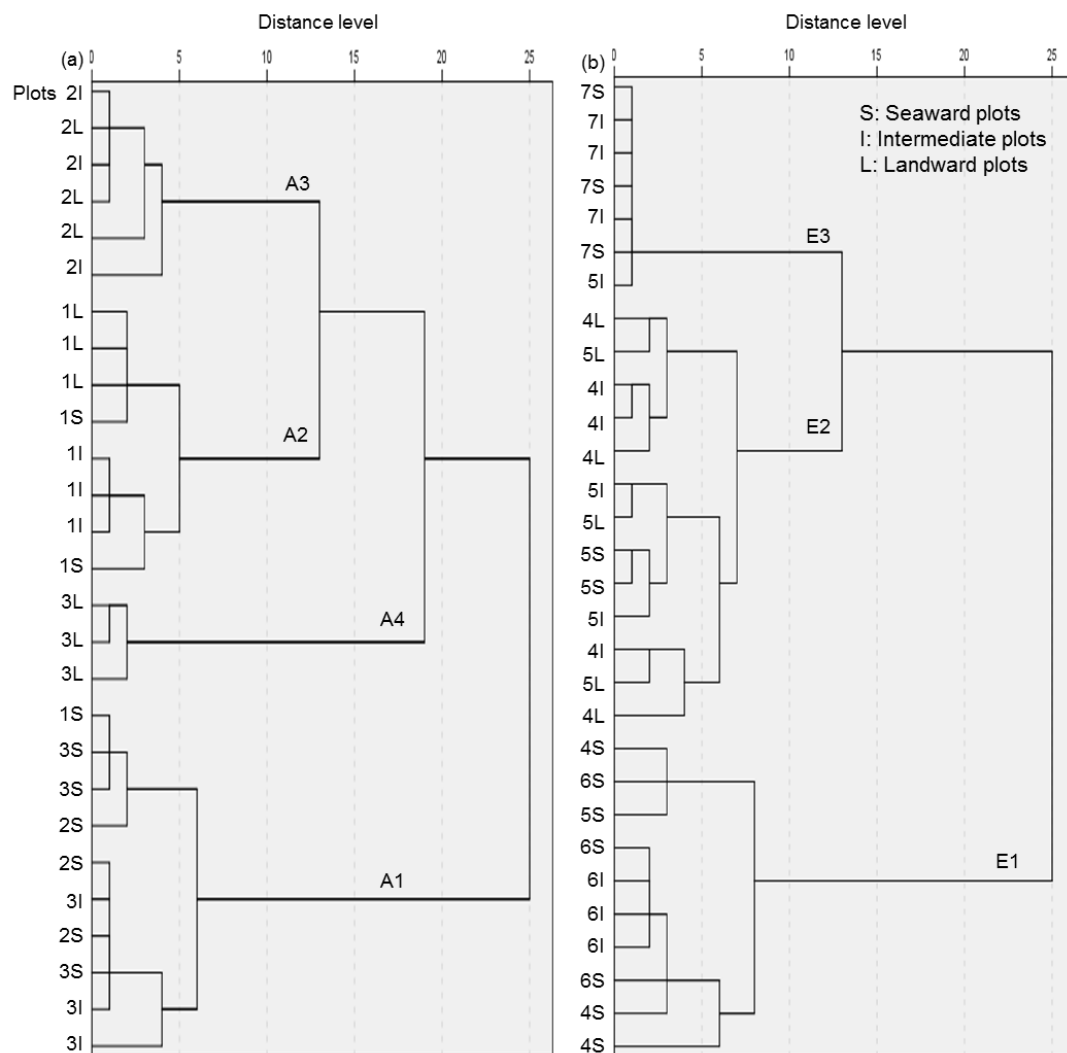 Distance level
(a) 0 5 10 15 20 25
Plots 2I
2L
2I
2L
A3
2L
2I
1L
1L
1L
1S
A2
1I
1I
1I
1S
3L
3L
A4
3L
1S
3S
3S
2S
2S
3I
A1
2S
3S
3I
3I
Distance level
(b) 0 5 10 15 20 25
S: Seaward plots
I: Intermediate plots
L: Landward plots
7S
7I
7I
7S
7I
E3
7S
5I
4L
5L
4I
4I
E2
4L
5I
5L
5S
5S
5I
4I
5L
4L
4S
6S
5S
6S
E1
6I
6I
6I
6S
4S
4S